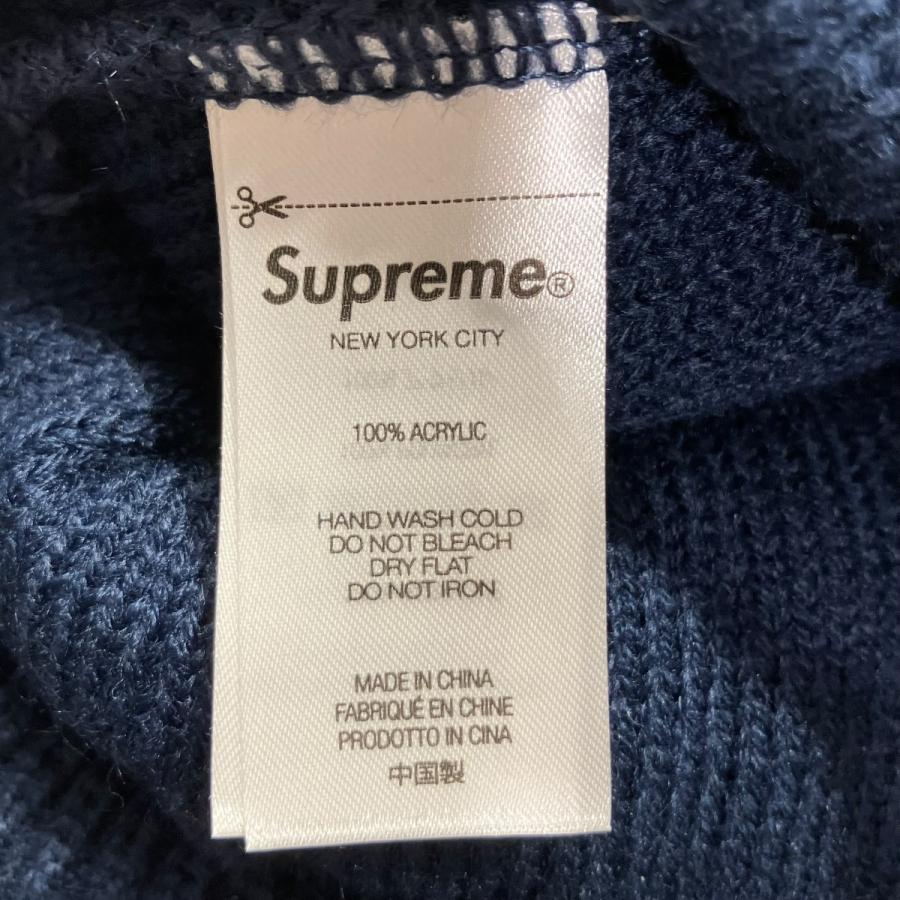 Supreme®
NEW YORK CITY
100% ACRYLIC
HAND WASH COLD
DO NOT BLEACH
DRY FLAT
DO NOT IRON
MADE IN CHINA
FABRIQUÉ EN CHINE
PRODOTTO IN CINA
中国製